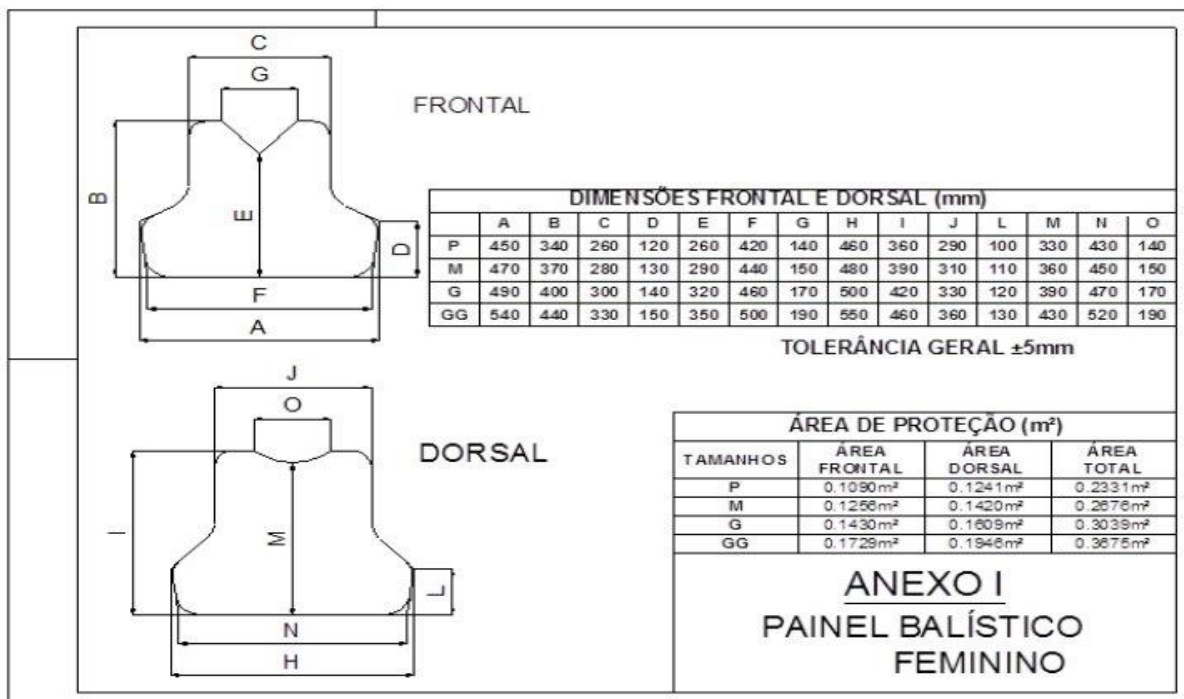 C
G
FRONTAL
B
E
D
F
A
DIMENSÕES FRONTAL E DORSAL (mm)
A B C D E F G H I J L M N O
P 450 340 260 120 260 420 140 460 360 290 100 330 430 140
M 470 370 280 130 290 440 150 480 390 310 110 360 450 150
G 490 400 300 140 320 460 170 500 420 330 120 390 470 170
GG 540 440 330 150 350 500 190 550 460 360 130 430 520 190
TOLERÂNCIA GERAL ±5mm
J
O
DORSAL
I
M
L
N
H
ÁREA DE PROTEÇÃO (m²)
TAMANHOS ÁREA FRONTAL ÁREA DORSAL ÁREA TOTAL
P 0.1090m² 0.1241m² 0.2331m²
M 0.1256m² 0.1420m² 0.2676m²
G 0.1430m² 0.1609m² 0.3039m²
GG 0.1729m² 0.1946m² 0.3675m²
ANEXO I
PAINEL BALÍSTICO
FEMININO